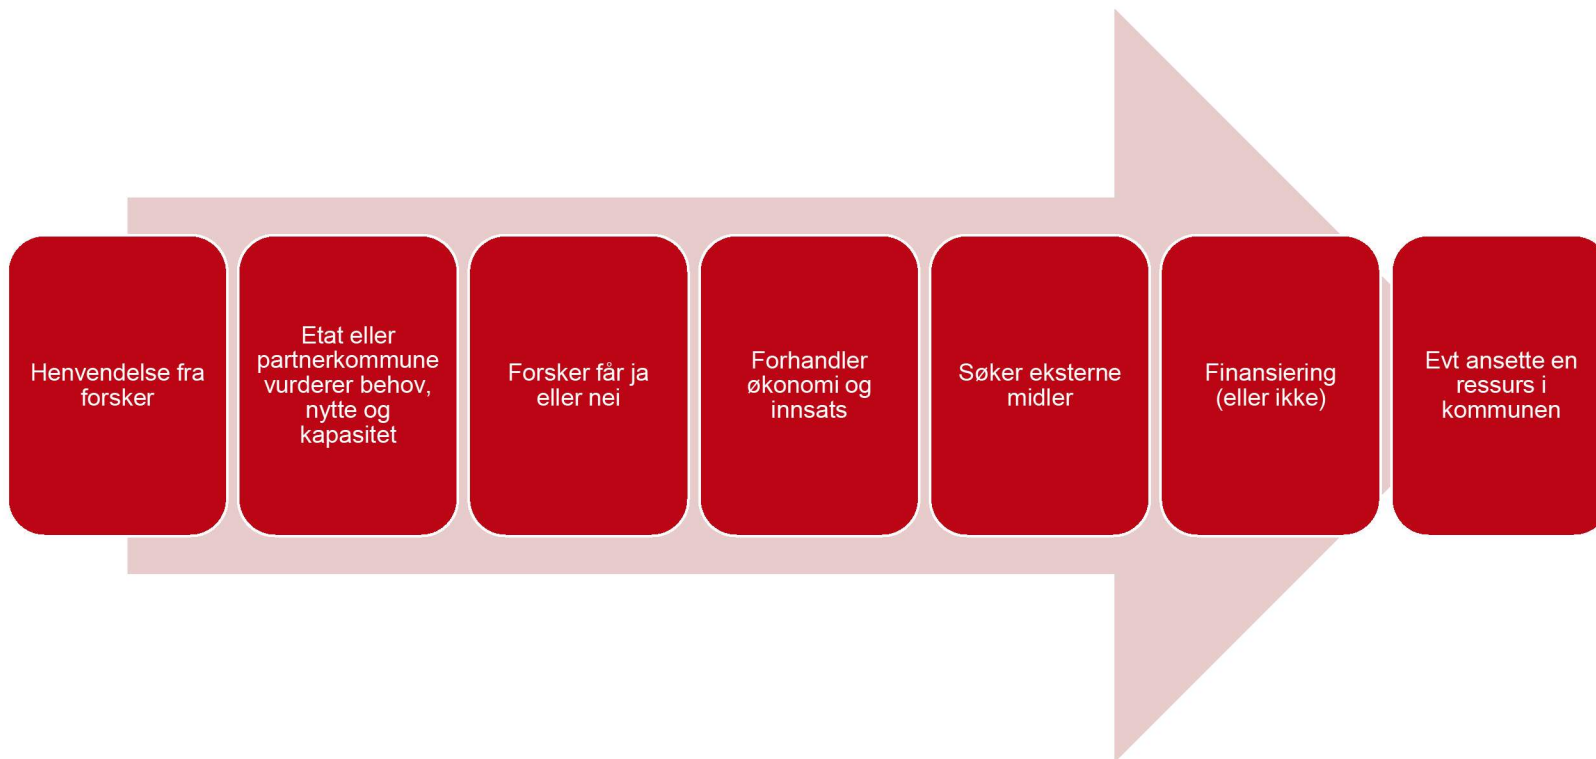 Henvendelse fra
forsker
Etat eller
partnerkommune
vurderer behov,
nytte og
kapasitet
Forsker får ja
eller nei
Forhandler
økonomi og
innsats
Søker eksterne
midler
Finansiering
(eller ikke)
Evt ansette en
ressurs i
kommunen